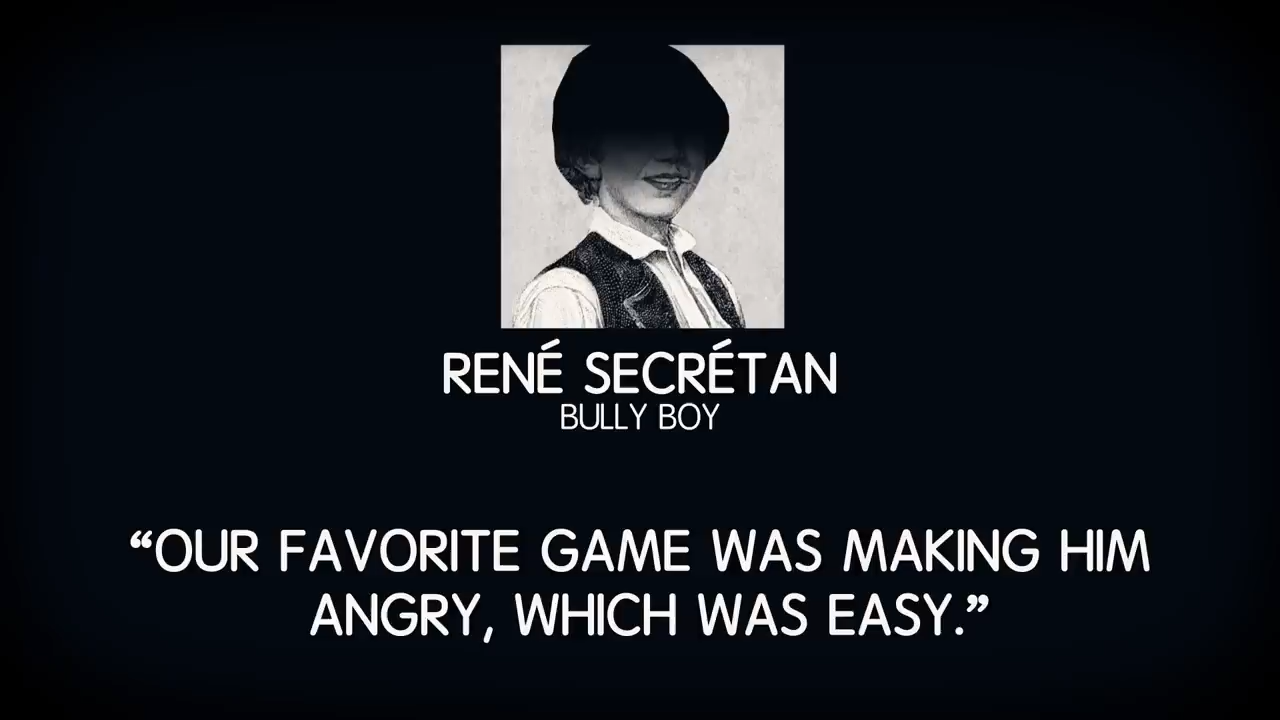 RENÉ SECRÉTAN
BULLY BOY
“OUR FAVORITE GAME WAS MAKING HIM
ANGRY, WHICH WAS EASY.”